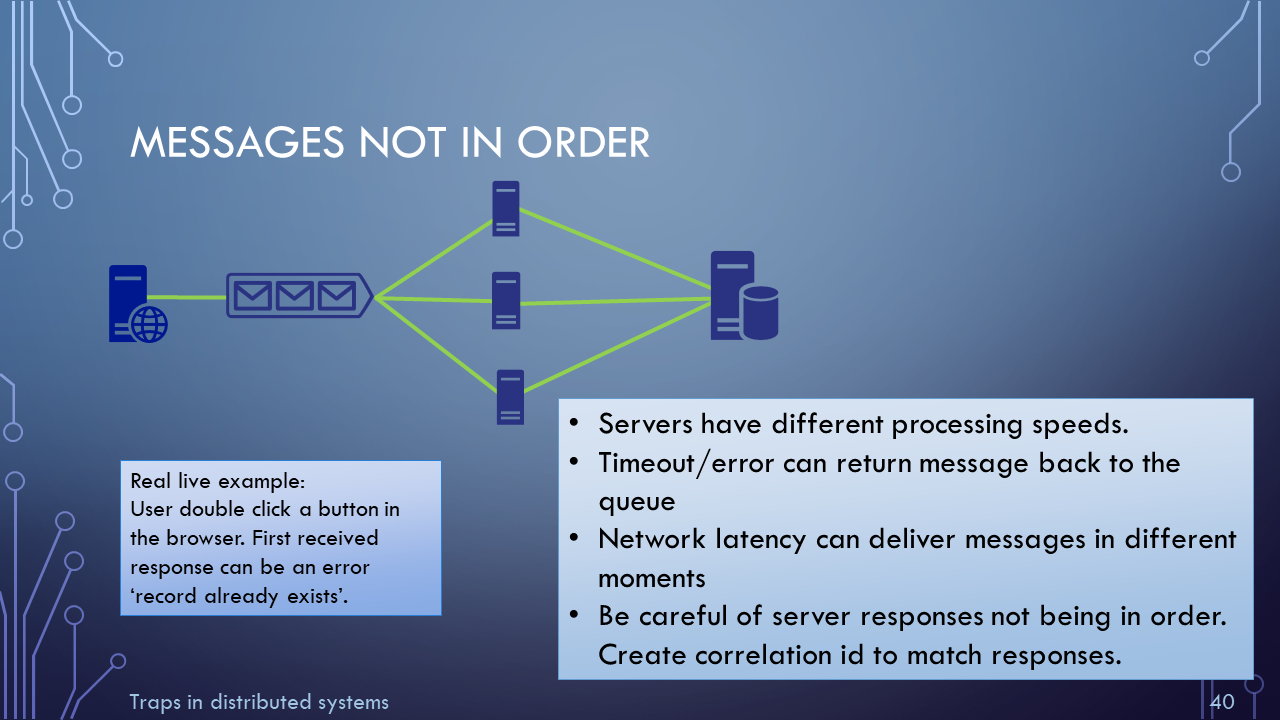 MESSAGES NOT IN ORDER
Real live example:
User double click a button in
the browser. First received
response can be an error
‘record already exists’.
• Servers have different processing speeds.
• Timeout/error can return message back to the
queue
• Network latency can deliver messages in different
moments
• Be careful of server responses not being in order.
Create correlation id to match responses.
Traps in distributed systems
40